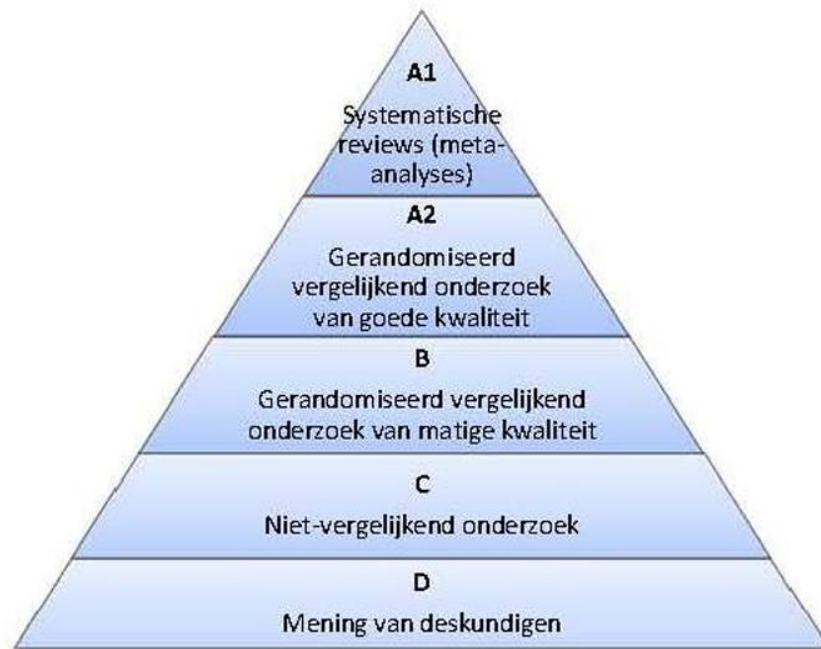 A1
Systematische
reviews (meta-
analyses)
A2
Gerandomiseerd
vergelijkend onderzoek
van goede kwaliteit
B
Gerandomiseerd vergelijkend
onderzoek van matige kwaliteit
C
Niet-vergelijkend onderzoek
D
Mening van deskundigen